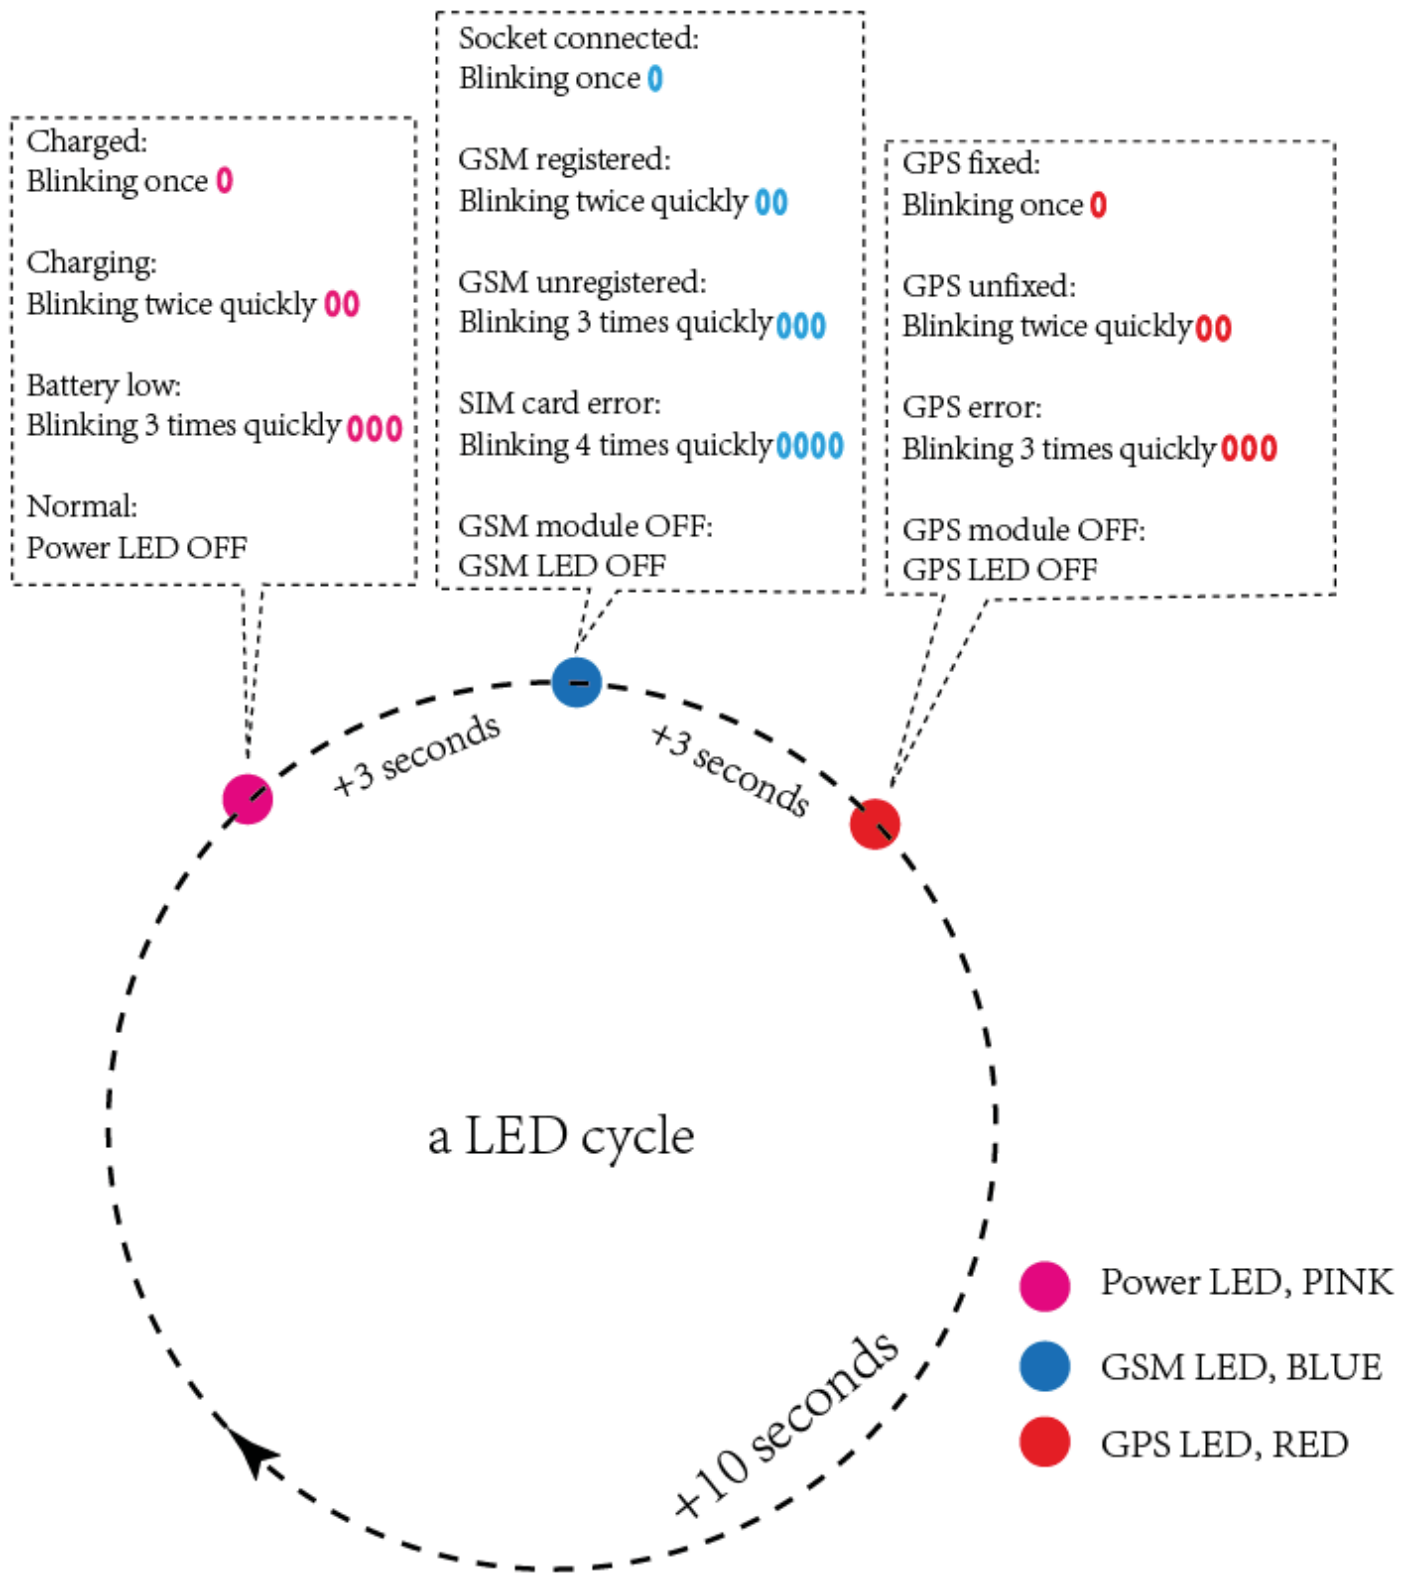 Charged:
Blinking once
Charging:
Blinking twice quickly
Battery low:
Blinking 3 times quickly
Normal:
Power LED OFF
Socket connected:
Blinking once
GSM registered:
Blinking twice quickly
GSM unregistered:
Blinking 3 times quickly
SIM card error:
Blinking 4 times quickly
GSM module OFF:
GSM LED OFF
GPS fixed:
Blinking once
GPS unfixed:
Blinking twice quickly
GPS error:
Blinking 3 times quickly
GPS module OFF:
GPS LED OFF
+3 seconds
+3 seconds
a LED cycle
+10 seconds
Power LED, PINK
GSM LED, BLUE
GPS LED, RED